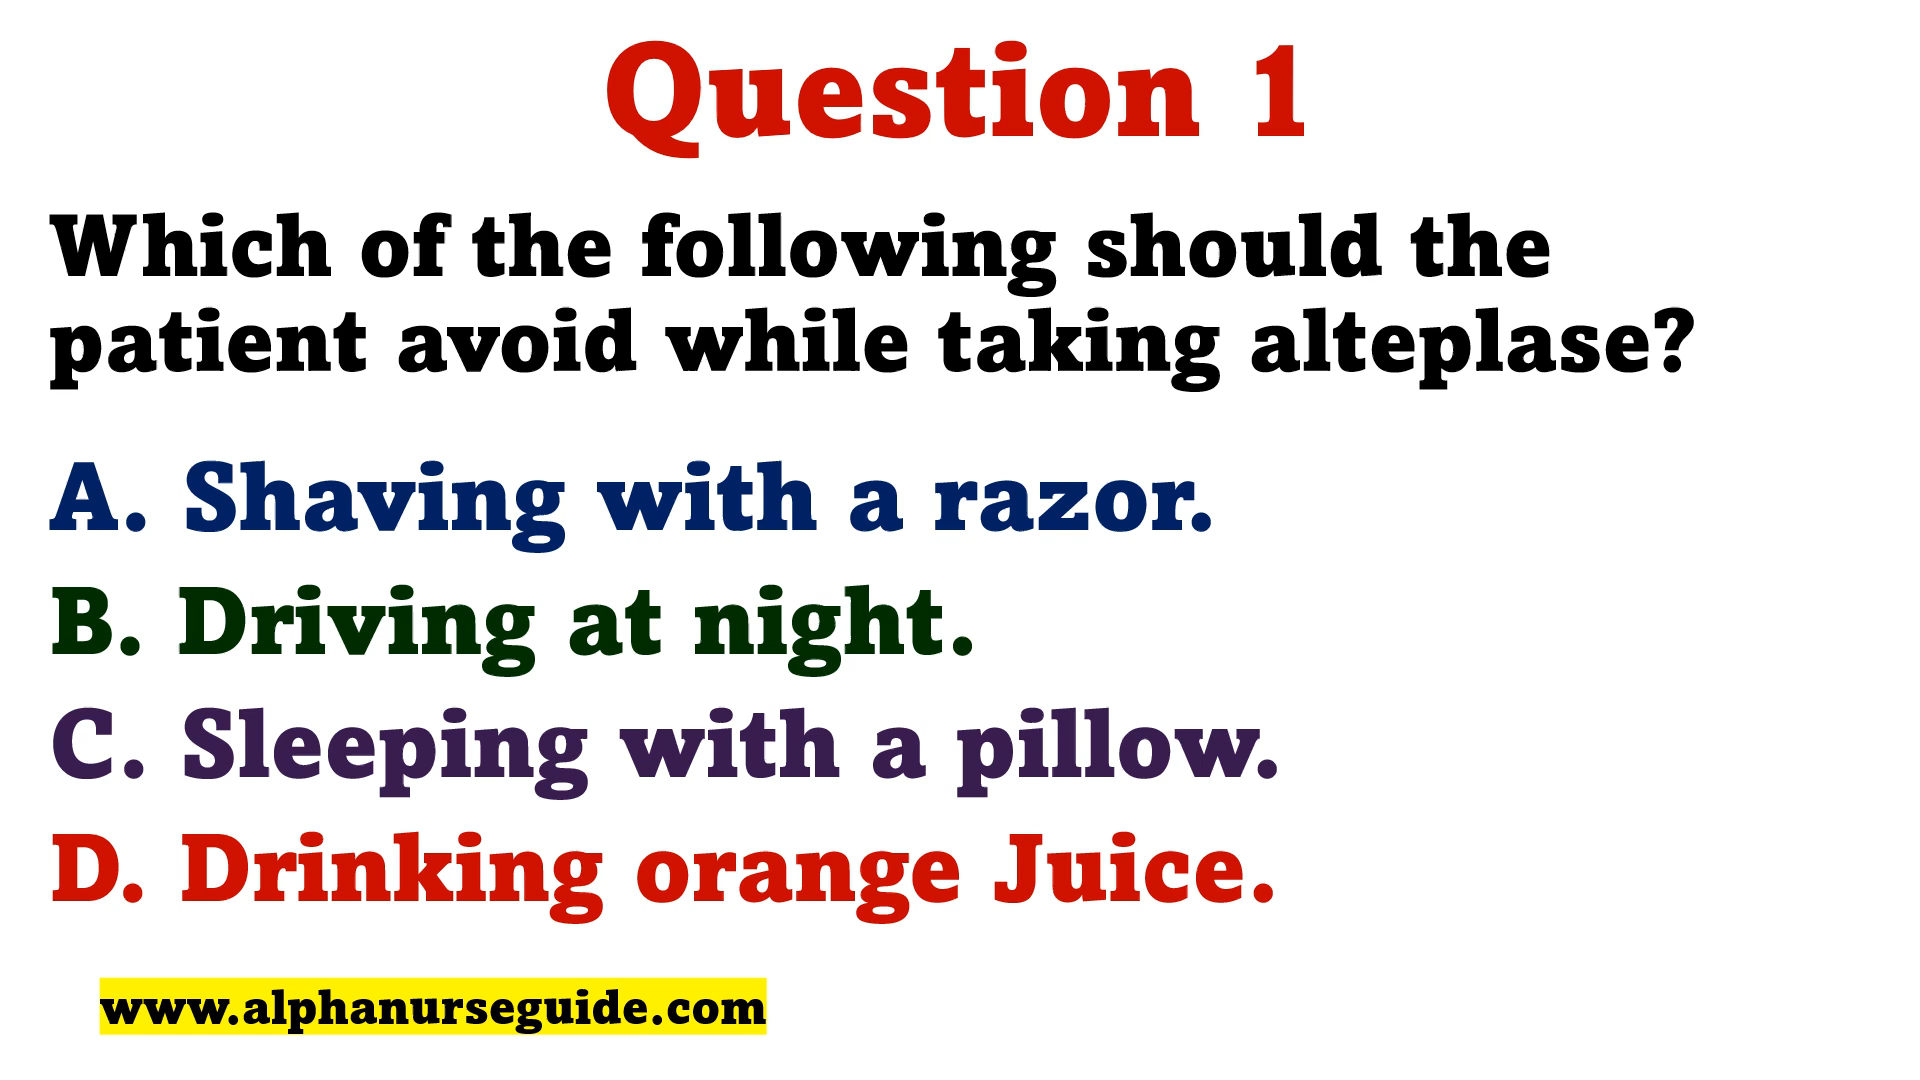 Question 1
Which of the following should the
patient avoid while taking alteplase?
A. Shaving with a razor.
B. Driving at night.
C. Sleeping with a pillow.
D. Drinking orange Juice.
www.alphanurseguide.com